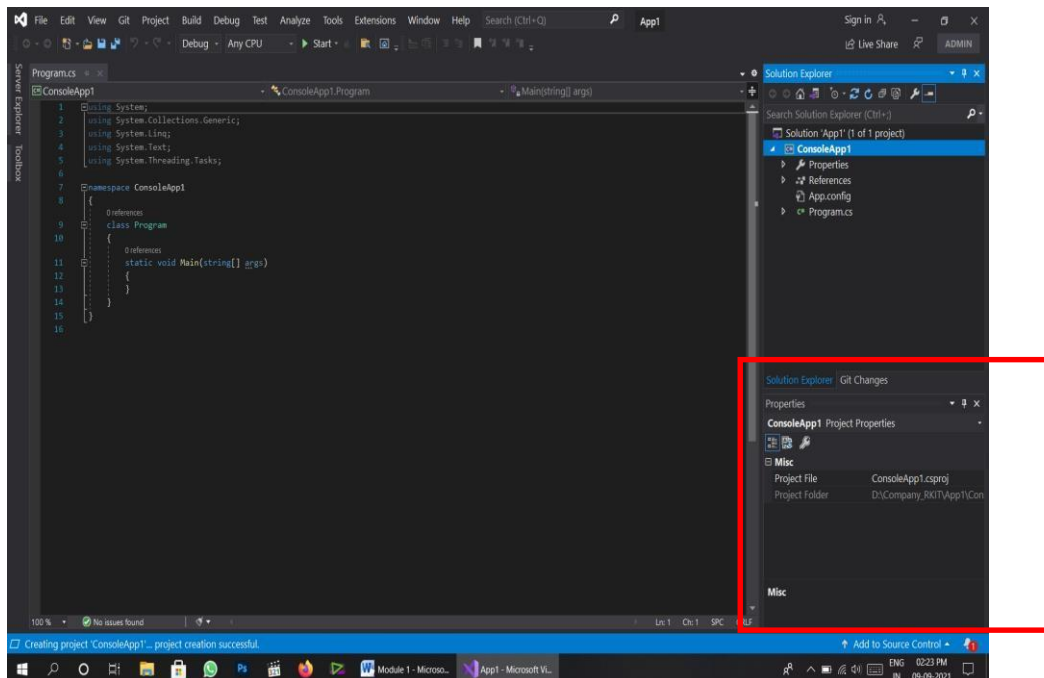 File Edit View Git Project Build Debug Test Analyze Tools Extensions Window Help Search (Ctrl+Q) App1 Sign in
Debug Any CPU Start Live Share ADMIN
Server Explorer
Toolbox
Program.cs
ConsoleApp1 ConsoleApp1.Program Main(string[] args)
1 using System;
2 using System.Collections.Generic;
3 using System.Linq;
4 using System.Text;
5 using System.Threading.Tasks;
6
7 namespace ConsoleApp1
8 {
0 references
9 class Program
10 {
0 references
11 static void Main(string[] args)
12 {
13 }
14 }
15 }
16
100 % No issues found Ln: 1 Ch: 1 SPC CRLF
Solution Explorer
Search Solution Explorer (Ctrl+;)
Solution 'App1' (1 of 1 project)
ConsoleApp1
Properties
References
App.config
Program.cs
Solution Explorer Git Changes
Properties
ConsoleApp1 Project Properties
Misc
Project File ConsoleApp1.csproj
Project Folder D:\Company_RKIT\App1\Con
Misc
Creating project 'ConsoleApp1'... project creation successful. Add to Source Control
Module 1 - Microso... App1 - Microsoft Vi... ENG 02:23 PM
IN 09-09-2021